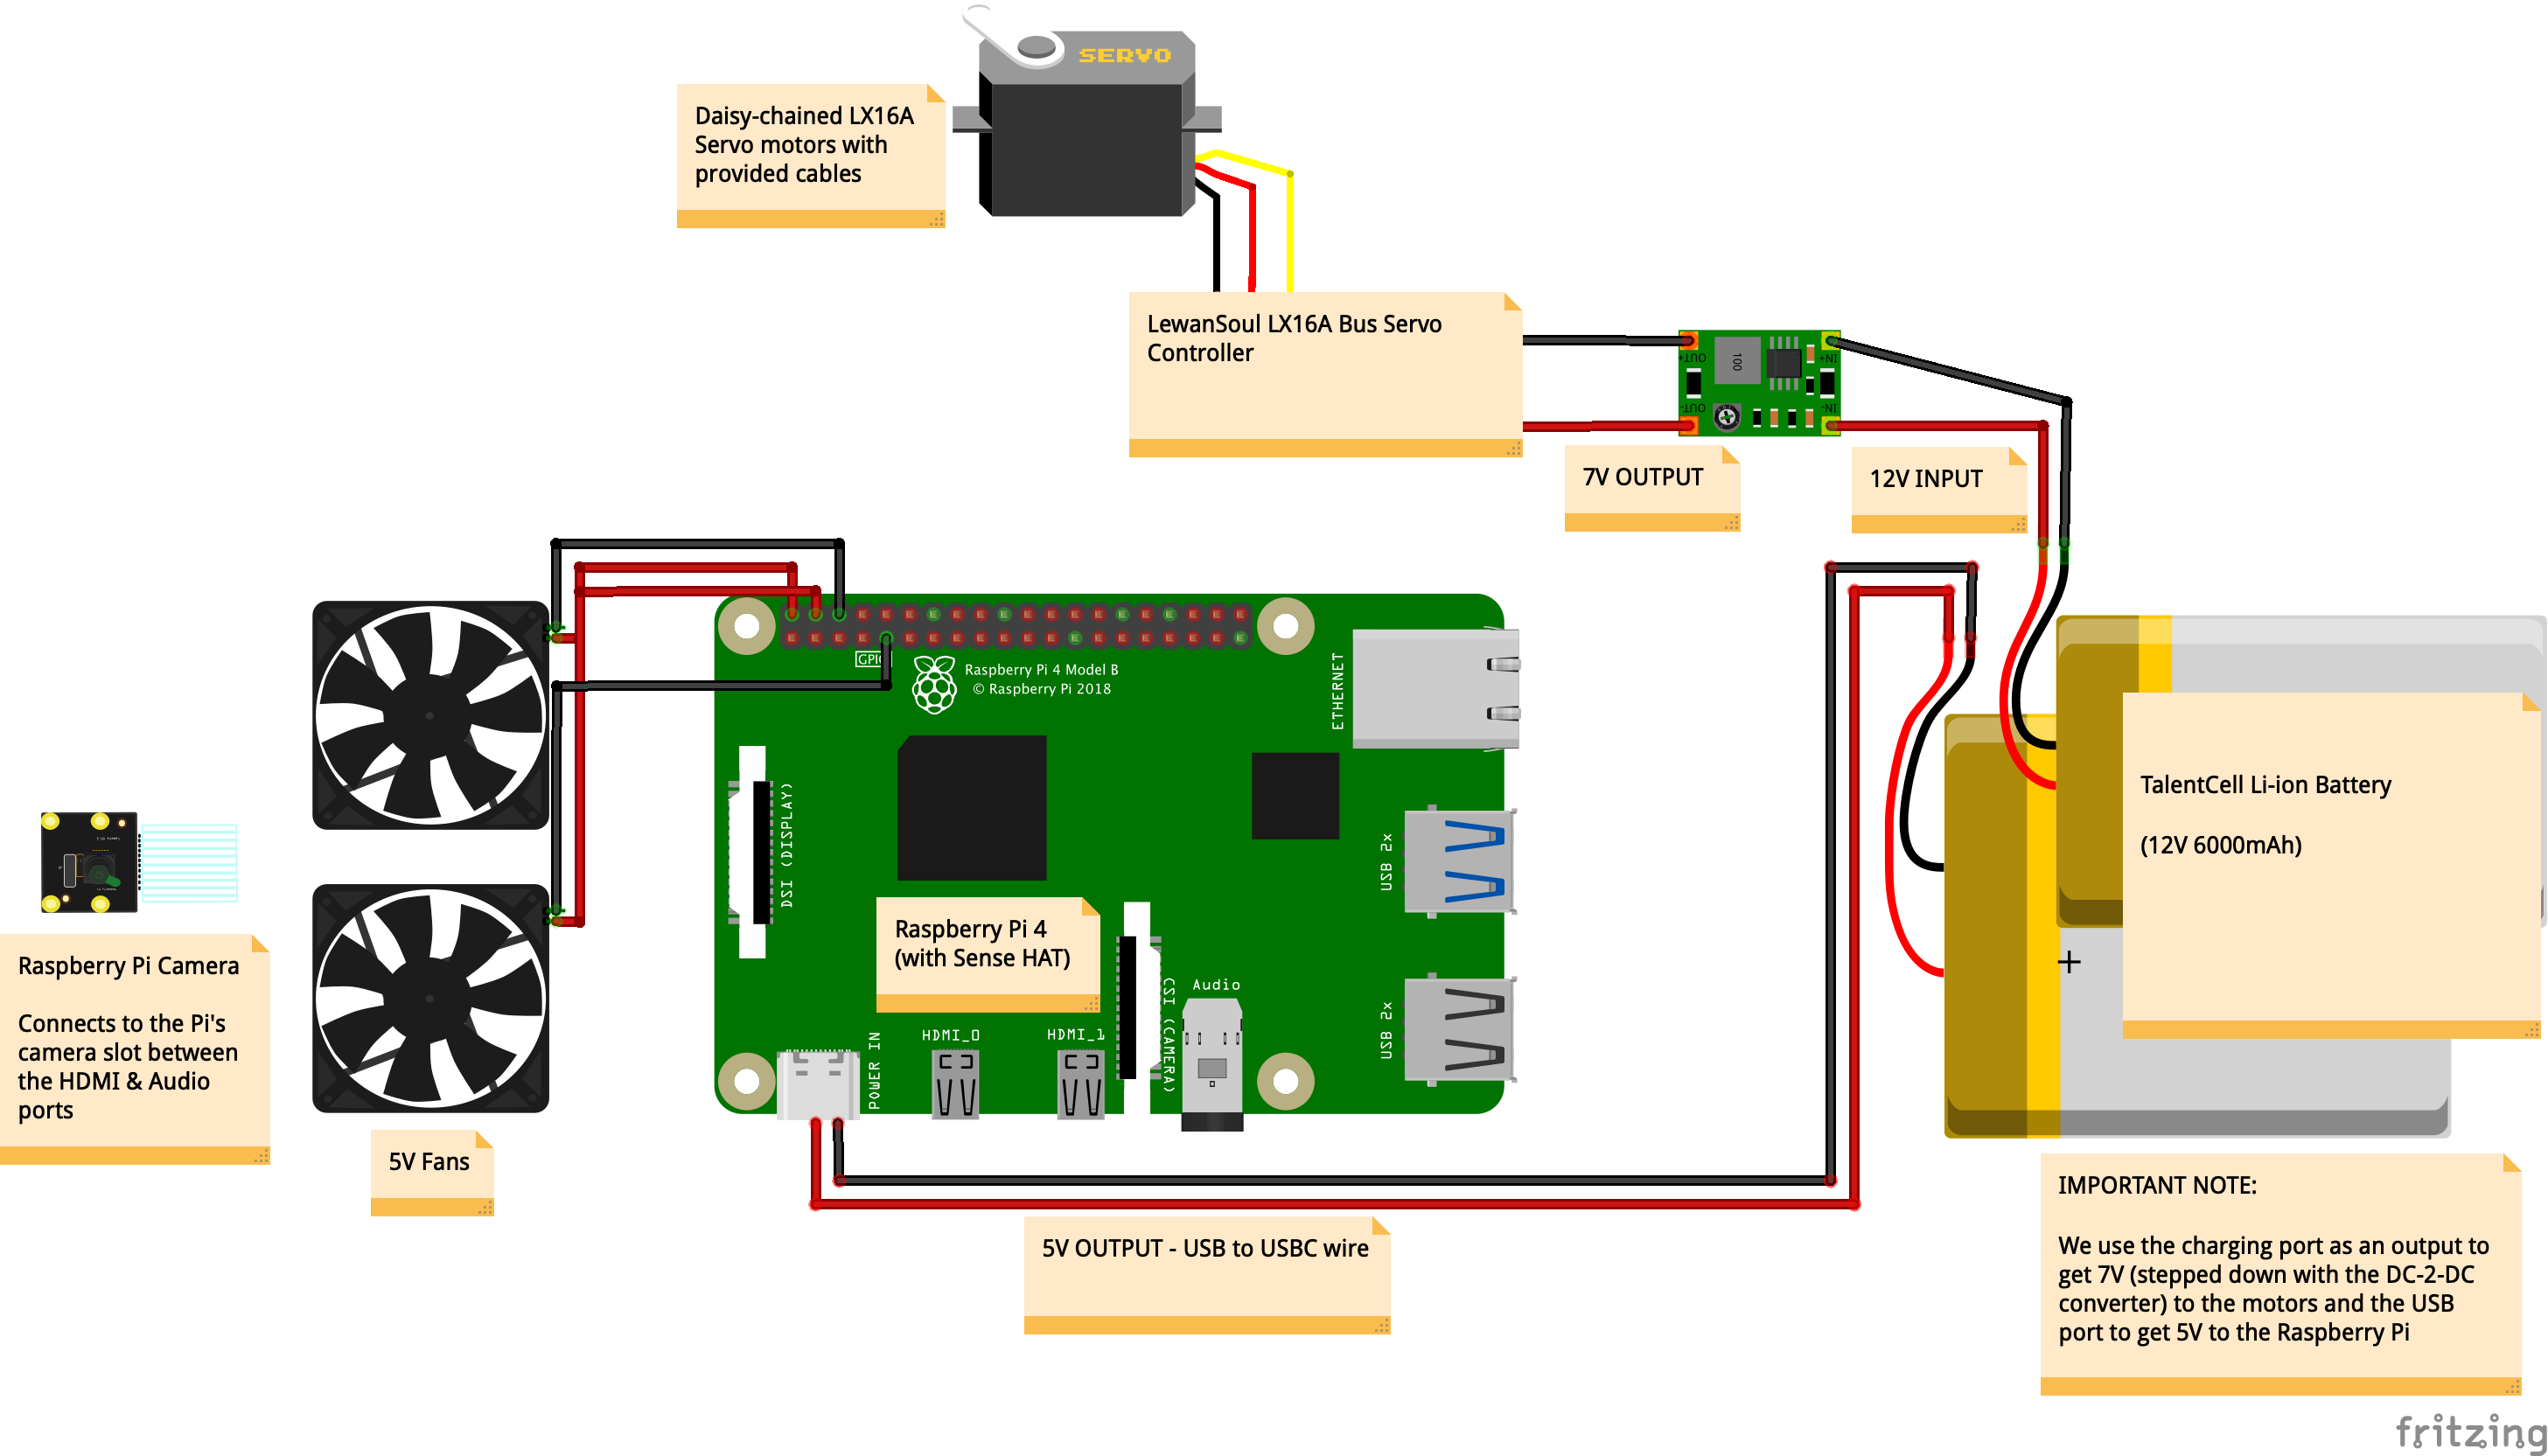 SERVO
Daisy-chained LX16A
Servo motors with
provided cables
LewanSoul LX16A Bus Servo
Controller
OUT+
100
IN+
OUT-
IN-
7V OUTPUT
12V INPUT
GPIO
Raspberry Pi 4 Model B
© Raspberry Pi 2018
ETHERNET
DSI (DISPLAY)
USB 2x
TalentCell Li-ion Battery
(12V 6000mAh)
Raspberry Pi 4
(with Sense HAT)
+
Raspberry Pi Camera
Connects to the Pi's
camera slot between
the HDMI & Audio
ports
Audio
CSI (CAMERA)
USB 2x
POWER IN
HDMI_0
HDMI_1
5V Fans
5V OUTPUT - USB to USBC wire
IMPORTANT NOTE:
We use the charging port as an output to
get 7V (stepped down with the DC-2-DC
converter) to the motors and the USB
port to get 5V to the Raspberry Pi
fritzing